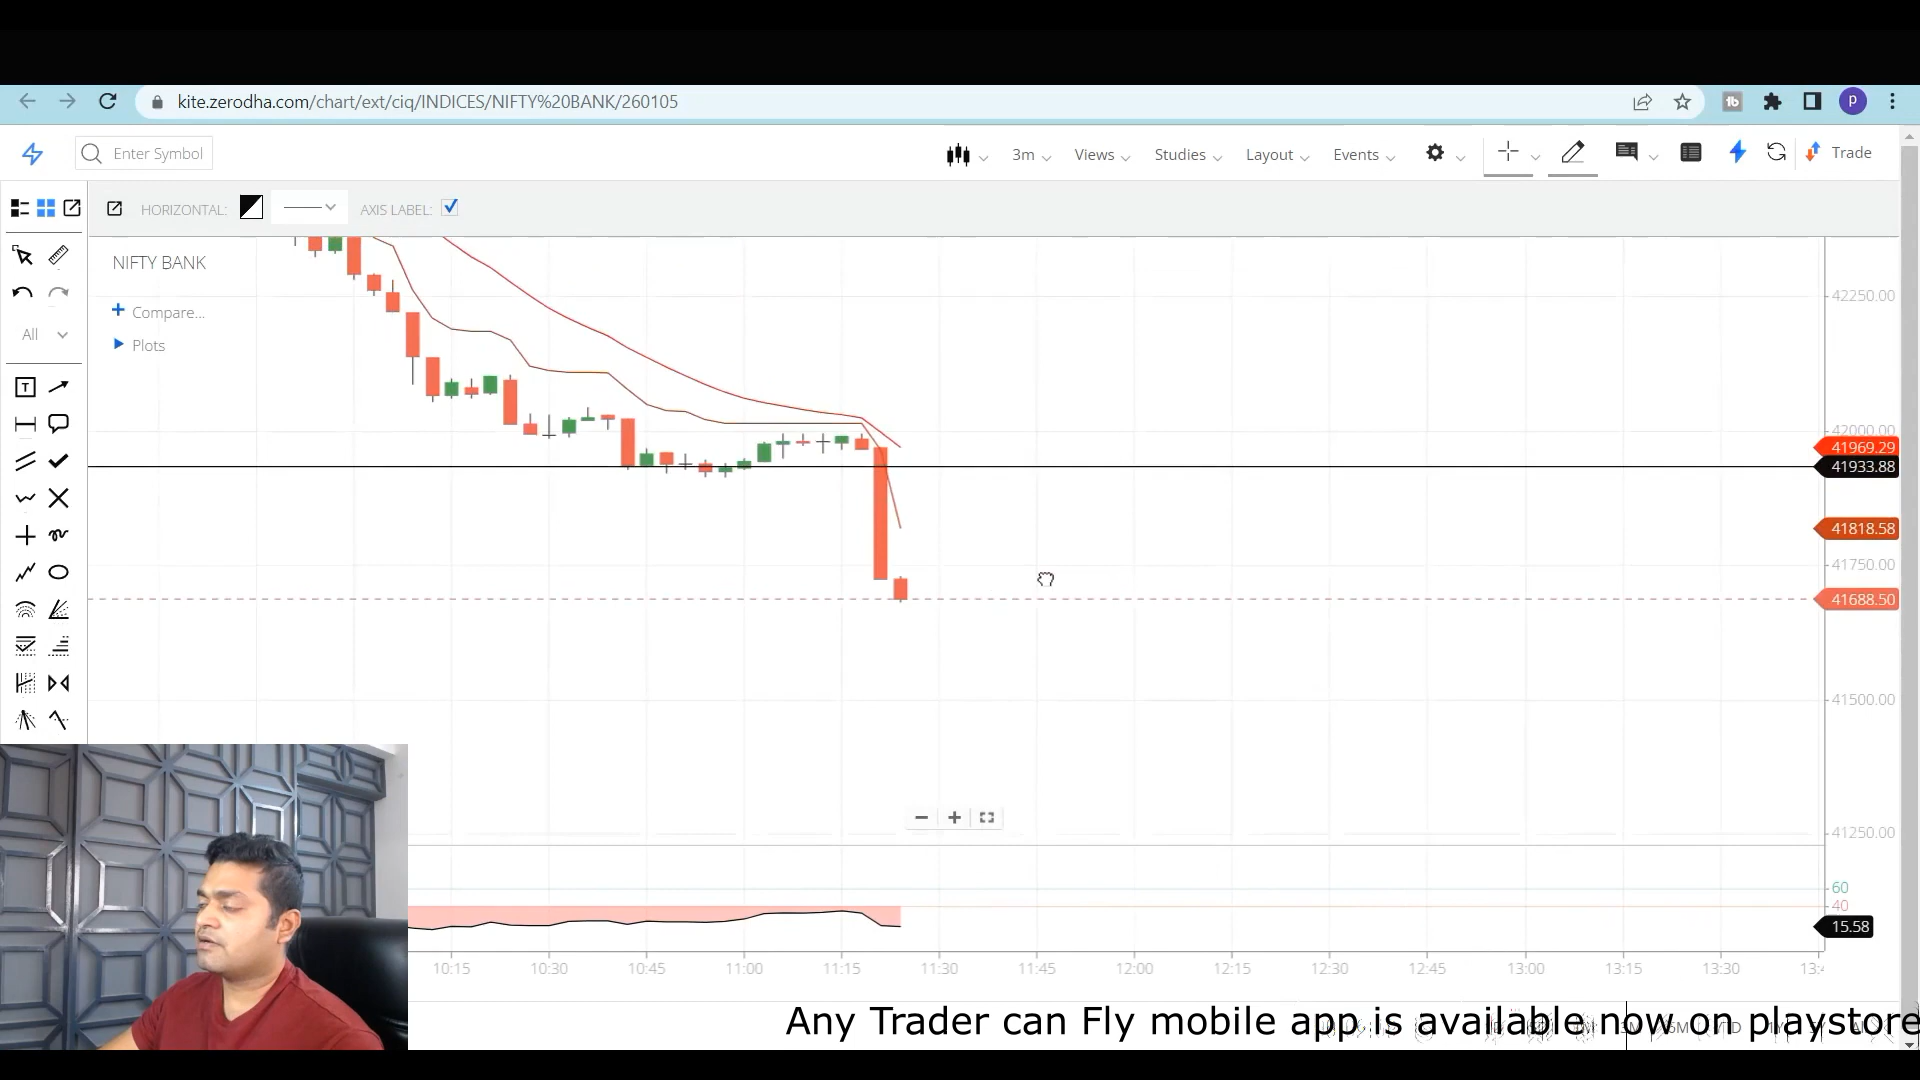 kite.zerodha.com/chart/ext/ciq/INDICES/NIFTY%20BANK/260105
Enter Symbol
3m
Views
Studies
Layout
Events
Trade
HORIZONTAL:
AXIS LABEL:
NIFTY BANK
Compare...
All
Plots
T
42250.00
42000.00
41969.29
41933.88
41818.58
41750.00
41688.50
41500.00
41250.00
60
40
15.58
10:15 10:30 10:45 11:00 11:15 11:30 11:45 12:00 12:15 12:30 12:45 13:00 13:15 13:30
Any Trader can Fly mobile app is available now on playstore